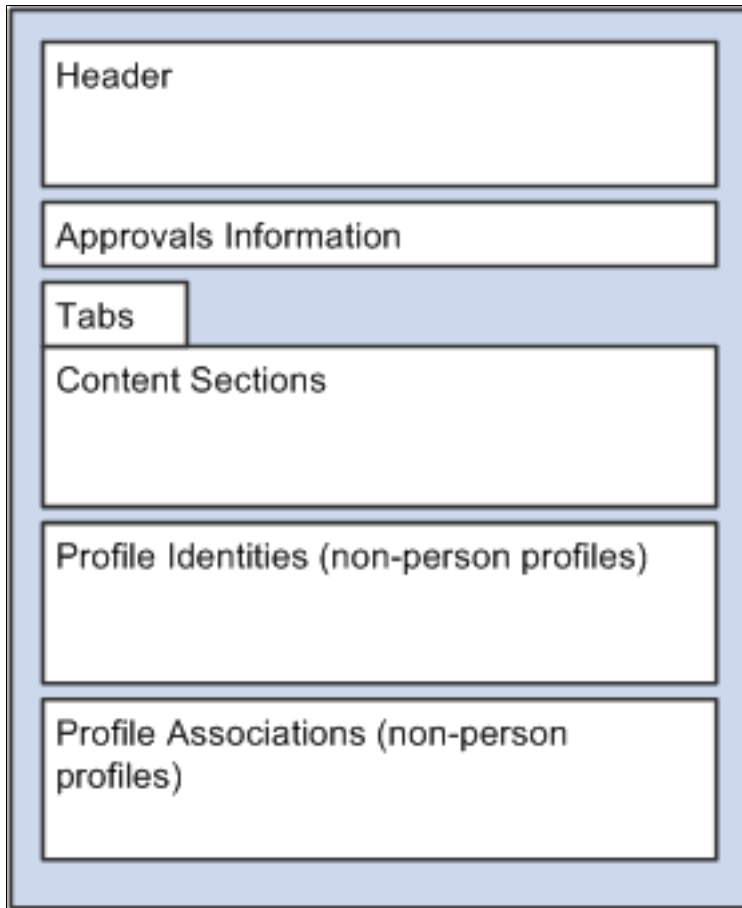 Header
Approvals Information
Tabs
Content Sections
Profile Identities (non-person profiles)
Profile Associations (non-person
profiles)